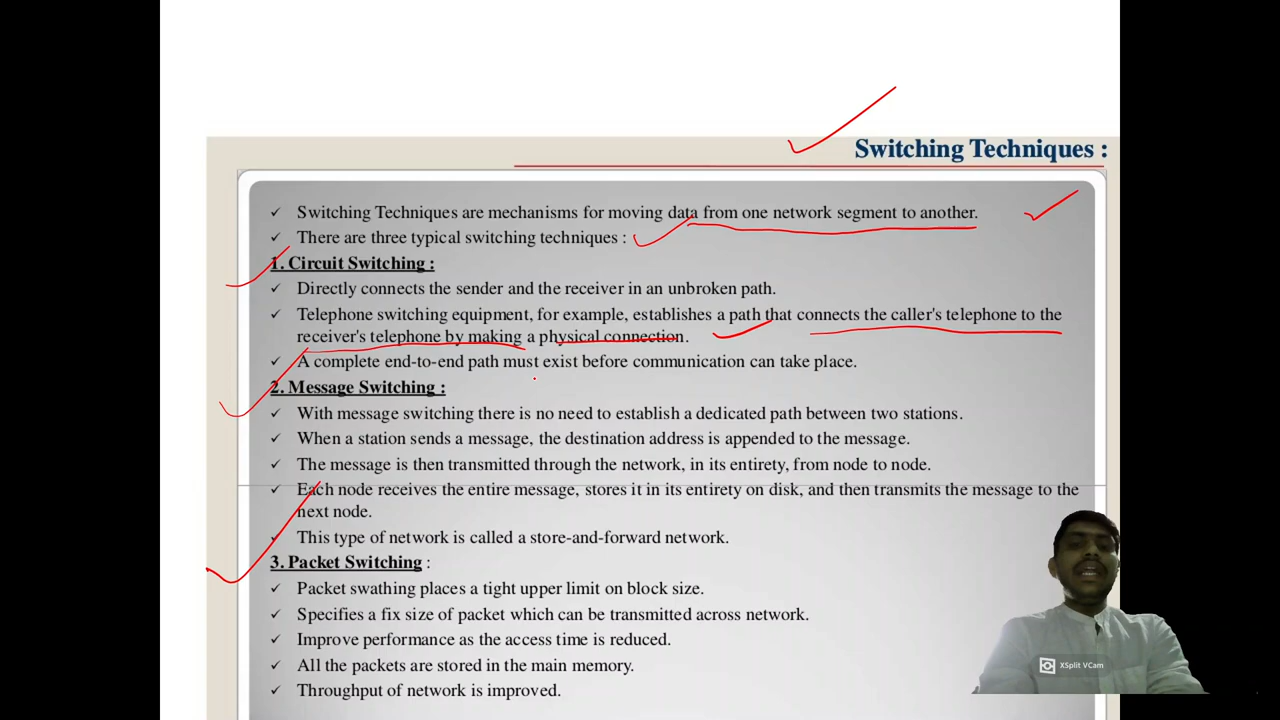 Switching Techniques :
✓ Switching Techniques are mechanisms for moving data from one network segment to another.
✓ There are three typical switching techniques :
1. Circuit Switching :
✓ Directly connects the sender and the receiver in an unbroken path.
✓ Telephone switching equipment, for example, establishes a path that connects the caller's telephone to the
receiver's telephone by making a physical connection.
✓ A complete end-to-end path must exist before communication can take place.
2. Message Switching :
✓ With message switching there is no need to establish a dedicated path between two stations.
✓ When a station sends a message, the destination address is appended to the message.
✓ The message is then transmitted through the network, in its entirety, from node to node.
✓ Each node receives the entire message, stores it in its entirety on disk, and then transmits the message to the
next node.
✓ This type of network is called a store-and-forward network.
3. Packet Switching :
✓ Packet swathing places a tight upper limit on block size.
✓ Specifies a fix size of packet which can be transmitted across network.
✓ Improve performance as the access time is reduced.
✓ All the packets are stored in the main memory.
✓ Throughput of network is improved.
XSplit VCam